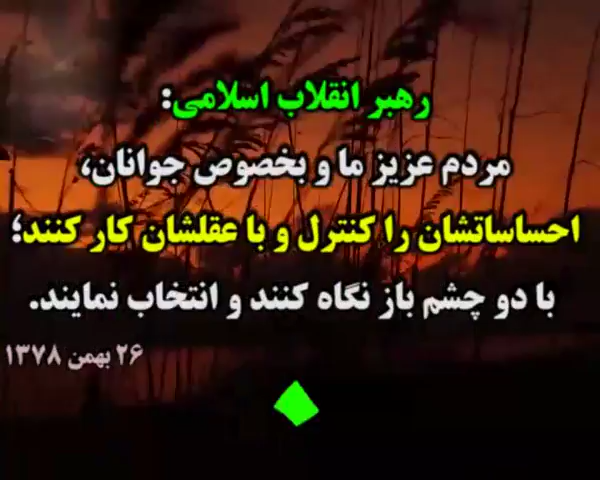 رهبر انقلاب اسلامی:
مردم عزیز ما و بخصوص جوانان،
احساساتشان را کنترل و با عقلشان کار کنند؛
با دو چشم باز نگاه کنند و انتخاب نمایند.
۲۶ بهمن ۱۳۷۸